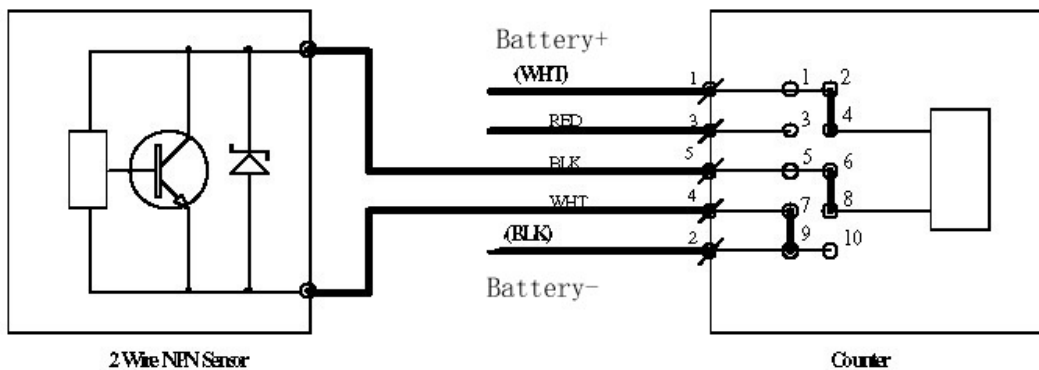 Battery+
(WHT) 1 1 2
RED 3 3 4
BLK 5 5 6
WHT 4 7 8
(BLK) 2 9 10
Battery-
2 Wire NPN Sensor
Counter